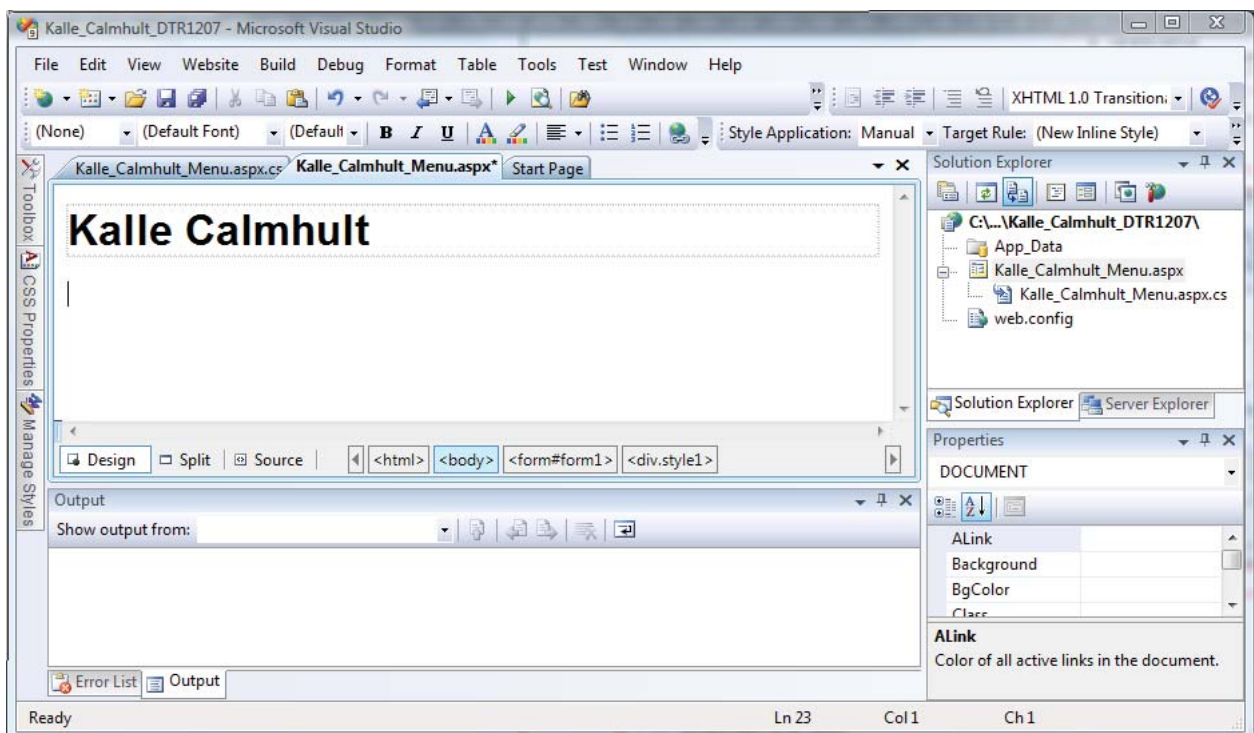 Kalle_Calmhult_DTR1207 - Microsoft Visual Studio
File Edit View Website Build Debug Format Table Tools Test Window Help
XHTML 1.0 Transition
(None) (Default Font) (Default B I U A Style Application: Manual Target Rule: (New Inline Style)
Kalle_Calmhult_Menu.aspx.cs Kalle_Calmhult_Menu.aspx* Start Page
Toolbox
CSS Properties
Manage Styles
Kalle Calmhult
Design Split Source <html> <body> <form#form1> <div.style1>
Output
Show output from:
Error List Output
Solution Explorer
C:\...\Kalle_Calmhult_DTR1207\
App_Data
Kalle_Calmhult_Menu.aspx
Kalle_Calmhult_Menu.aspx.cs
web.config
Solution Explorer Server Explorer
Properties
DOCUMENT
ALink
Background
BgColor
Class
ALink
Color of all active links in the document.
Ready Ln 23 Col 1 Ch 1